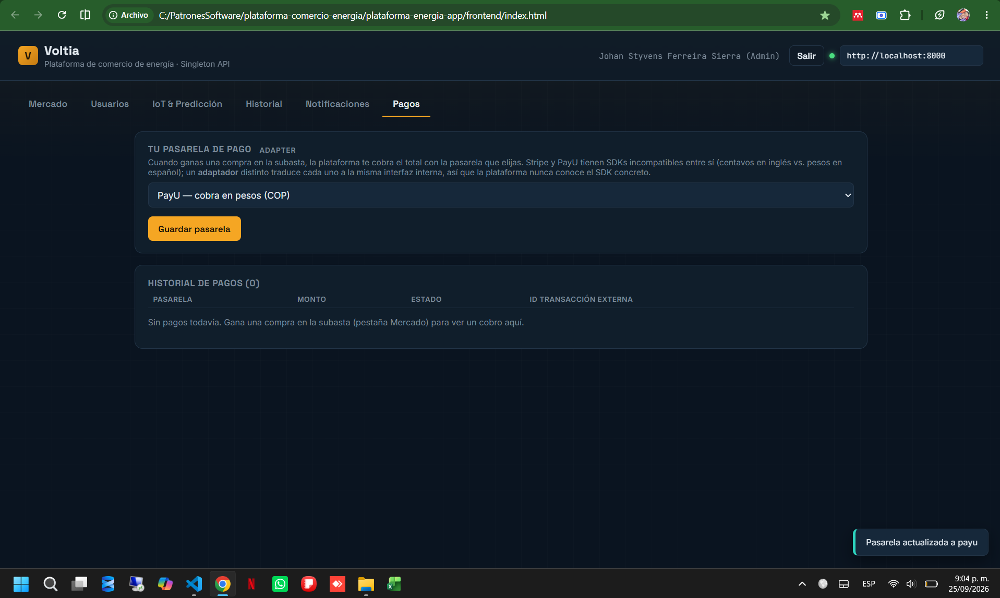 Archivo
C:/PatronesSoftware/plataforma-comercio-energia/plataforma-energia-app/frontend/index.html
V
Voltia
Plataforma de comercio de energía · Singleton API
Johan Styvens Ferreira Sierra (Admin)
Salir
http://localhost:8000
Mercado
Usuarios
IoT & Predicción
Historial
Notificaciones
Pagos
TU PASARELA DE PAGO ADAPTER
Cuando ganas una compra en la subasta, la plataforma te cobra el total con la pasarela que elijas. Stripe y PayU tienen SDKs incompatibles entre sí (centavos en inglés vs. pesos en
español); un adaptador distinto traduce cada uno a la misma interfaz interna, así que la plataforma nunca conoce el SDK concreto.
PayU — cobra en pesos (COP)
Guardar pasarela
HISTORIAL DE PAGOS (0)
PASARELA
MONTO
ESTADO
ID TRANSACCIÓN EXTERNA
Sin pagos todavía. Gana una compra en la subasta (pestaña Mercado) para ver un cobro aquí.
Pasarela actualizada a payu
N
ESP
9:04 p. m.
25/09/2026